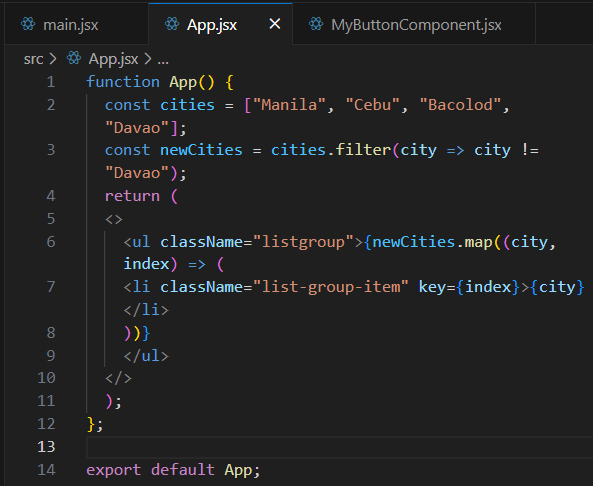 main.jsx App.jsx × MyButtonComponent.jsx
src > App.jsx > ...
1 function App() {
2 const cities = ["Manila", "Cebu", "Bacolod",
"Davao"];
3 const newCities = cities.filter(city => city !=
"Davao");
4 return (
5 <>
6 <ul className="listgroup">{newCities.map((city,
index) => (
7 <li className="list-group-item" key={index}>{city}
</li>
8 ))}
9 </ul>
10 </>
11 );
12 };
13
14 export default App;